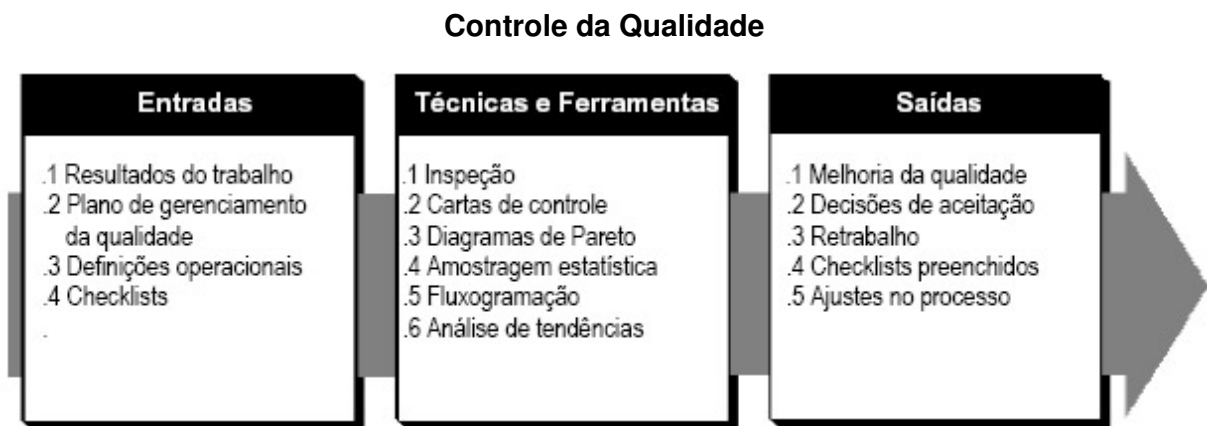 Controle da Qualidade
Entradas
.1 Resultados do trabalho
.2 Plano de gerenciamento
da qualidade
.3 Definições operacionais
.4 Checklists
.
Técnicas e Ferramentas
.1 Inspeção
.2 Cartas de controle
.3 Diagramas de Pareto
.4 Amostragem estatística
.5 Fluxogramação
.6 Análise de tendências
Saídas
.1 Melhoria da qualidade
.2 Decisões de aceitação
.3 Retrabalho
.4 Checklists preenchidos
.5 Ajustes no processo